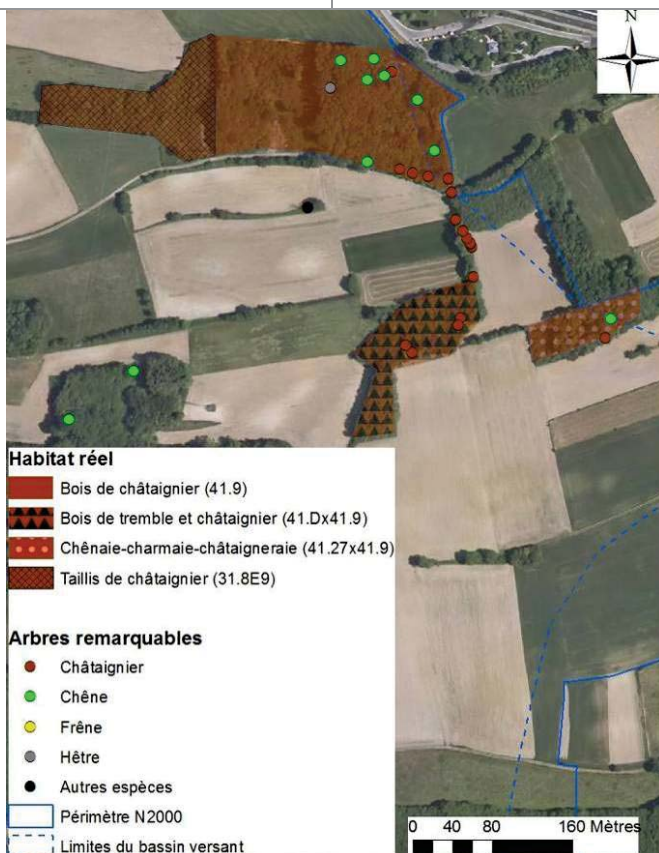 N
Habitat réel
Bois de châtaignier (41.9)
Bois de tremble et châtaignier (41.Dx41.9)
Chênaie-charmaie-châtaigneraie (41.27x41.9)
Taillis de châtaignier (31.8E9)
Arbres remarquables
Châtaignier
Chêne
Frêne
Hêtre
Autres espèces
Périmètre N2000
Limites du bassin versant
0 40 80 160 Mètres